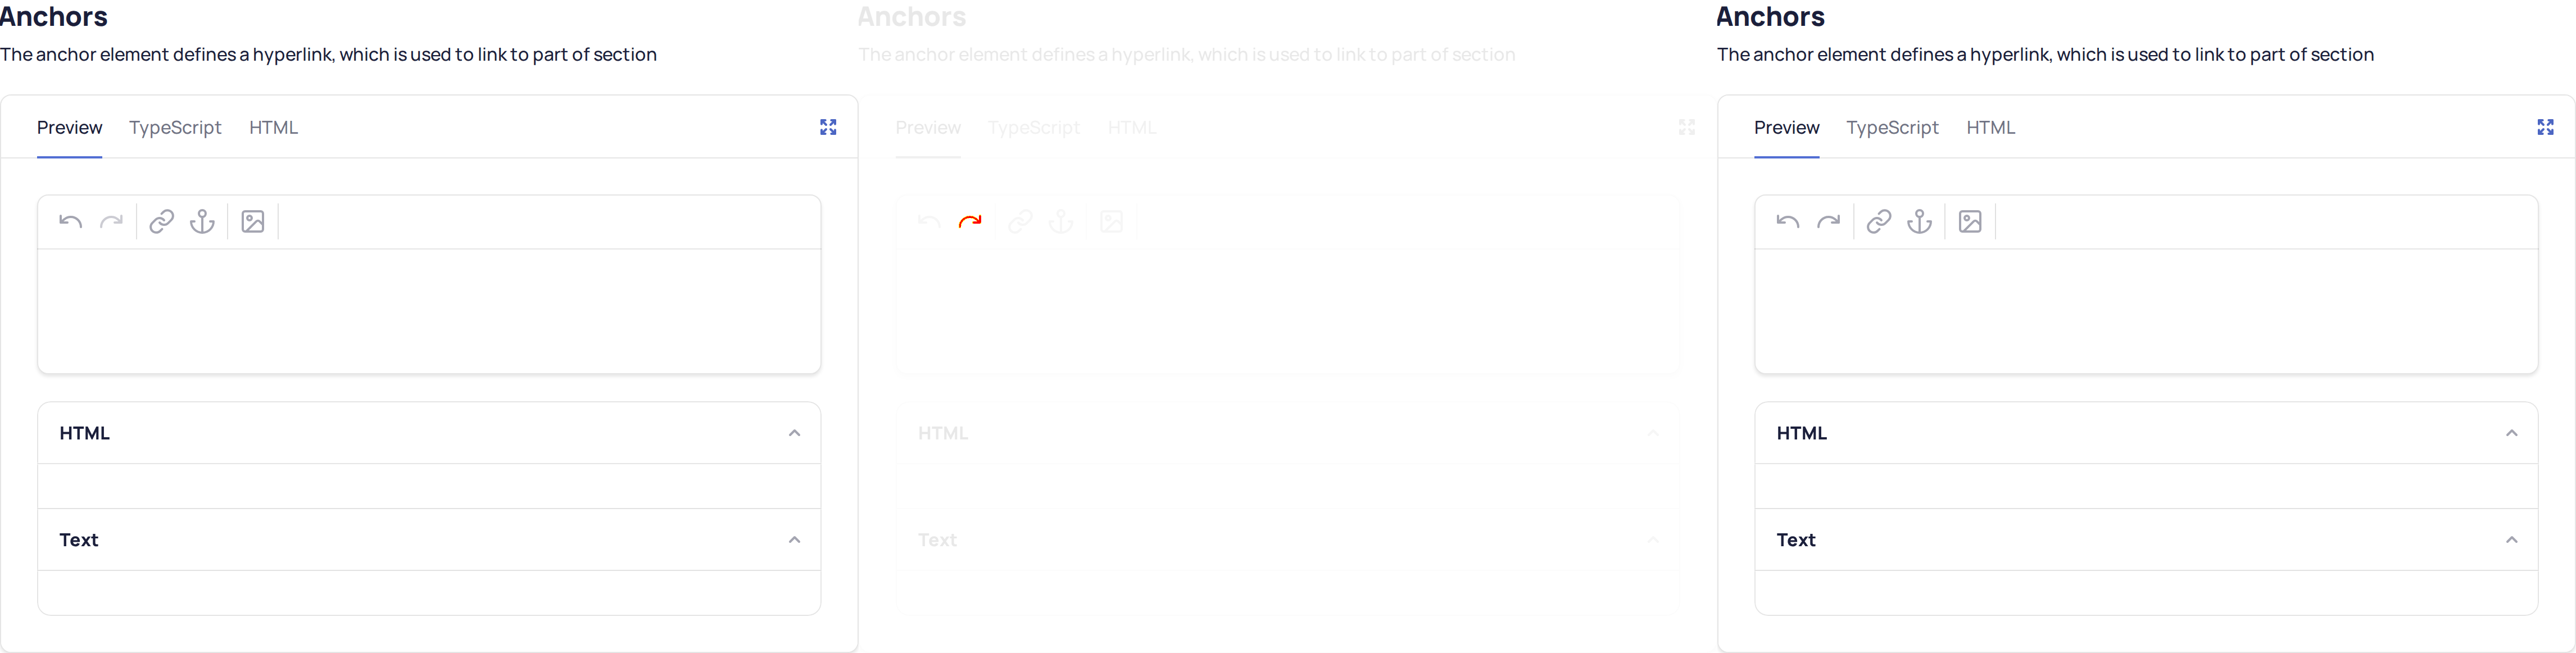 Anchors
The anchor element defines a hyperlink, which is used to link to part of section
Preview TypeScript HTML
HTML
Text
Anchors
The anchor element defines a hyperlink, which is used to link to part of section
Preview TypeScript HTML
HTML
Text
Anchors
The anchor element defines a hyperlink, which is used to link to part of section
Preview TypeScript HTML
HTML
Text